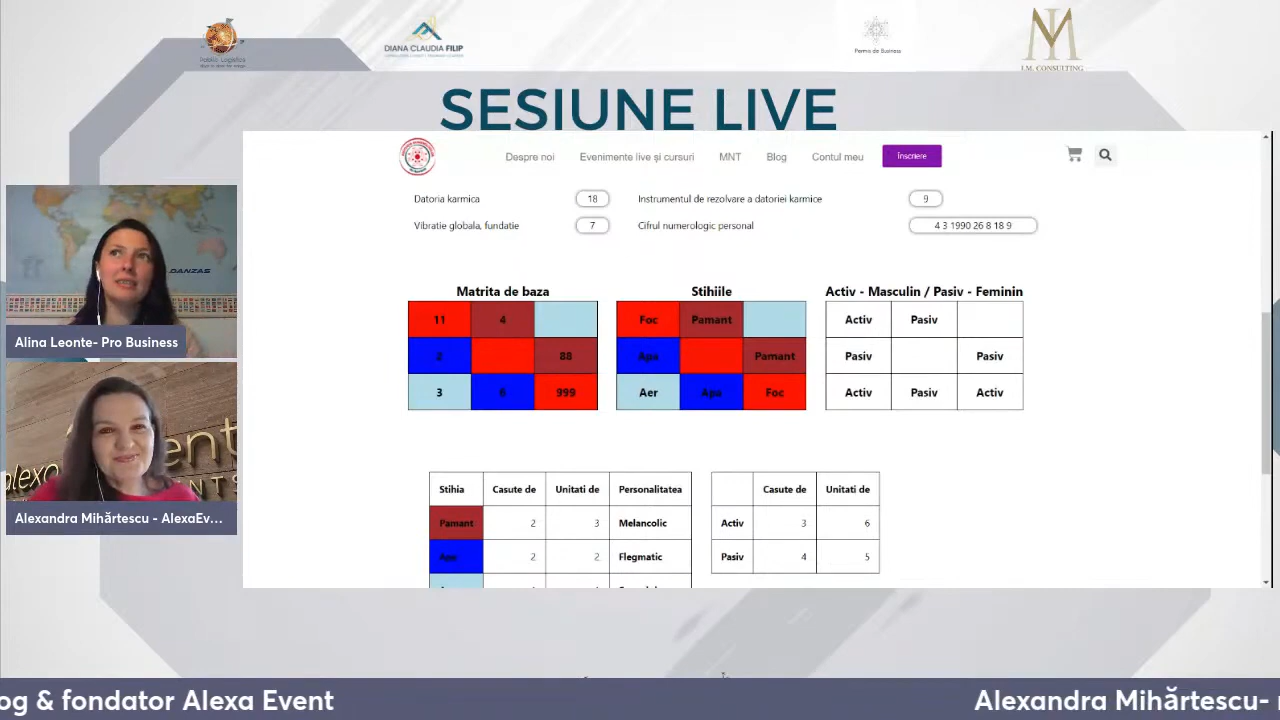 Public Logistics
DIANA CLAUDIA FILIP
Permis de Business
I.M. CONSULTING
SESIUNE LIVE
Despre noi Evenimente live și cursuri MNT Blog Contul meu Înscriere
Datoria karmica 18 Instrumentul de rezolvare a datoriei karmice 9
Vibratie globala, fundatie 7 Cifrul numerologic personal 4 3 1990 26 8 18 9
Matrita de baza
11 4
2 88
3 6 999
Stihiile
Foc Pamant
Apa Pamant
Aer Apa Foc
Activ - Masculin / Pasiv - Feminin
Activ Pasiv
Pasiv Pasiv
Activ Pasiv Activ
Stihia Casute de Unitati de Personalitatea
Pamant 2 3 Melancolic
Apa 2 2 Flegmatic
Casute de Unitati de
Activ 3 6
Pasiv 4 5
DANZAS
Alina Leonte- Pro Business
Alexandra Mihărtescu - AlexaEv...
og & fondator Alexa Event
Alexandra Mihărtescu-